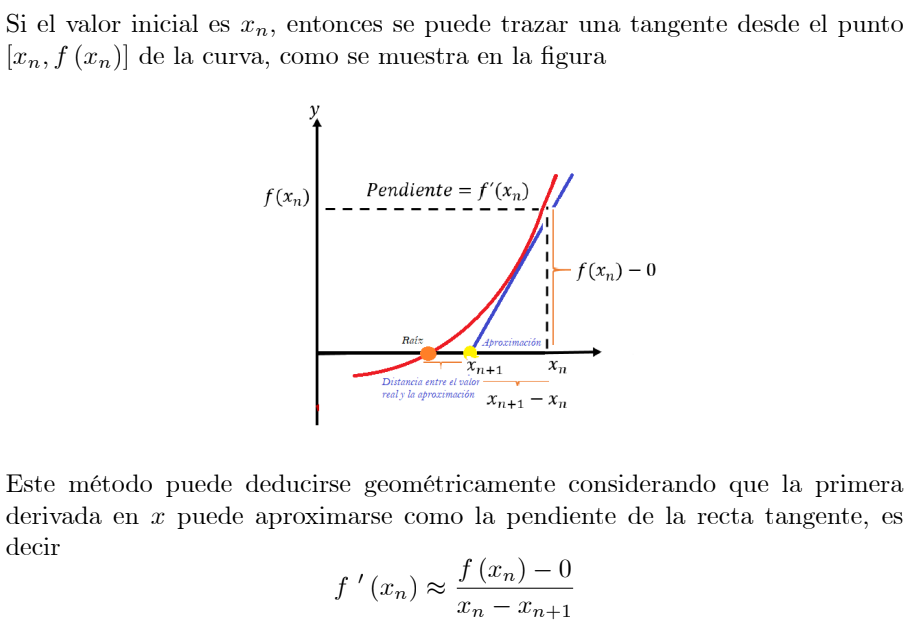 Si el valor inicial es xₙ, entonces se puede trazar una tangente desde el punto
[xₙ, f (xₙ)] de la curva, como se muestra en la figura
y
f(xₙ)
Pendiente = f′(xₙ)
f(xₙ) − 0
Raíz
Aproximación
xₙ₊₁
xₙ
Distancia entre el valor
real y la aproximación
xₙ₊₁ − xₙ
Este método puede deducirse geométricamente considerando que la primera
derivada en x puede aproximarse como la pendiente de la recta tangente, es
decir
f ′ (xₙ) ≈ \frac{f (xₙ) − 0}{xₙ − xₙ₊₁}